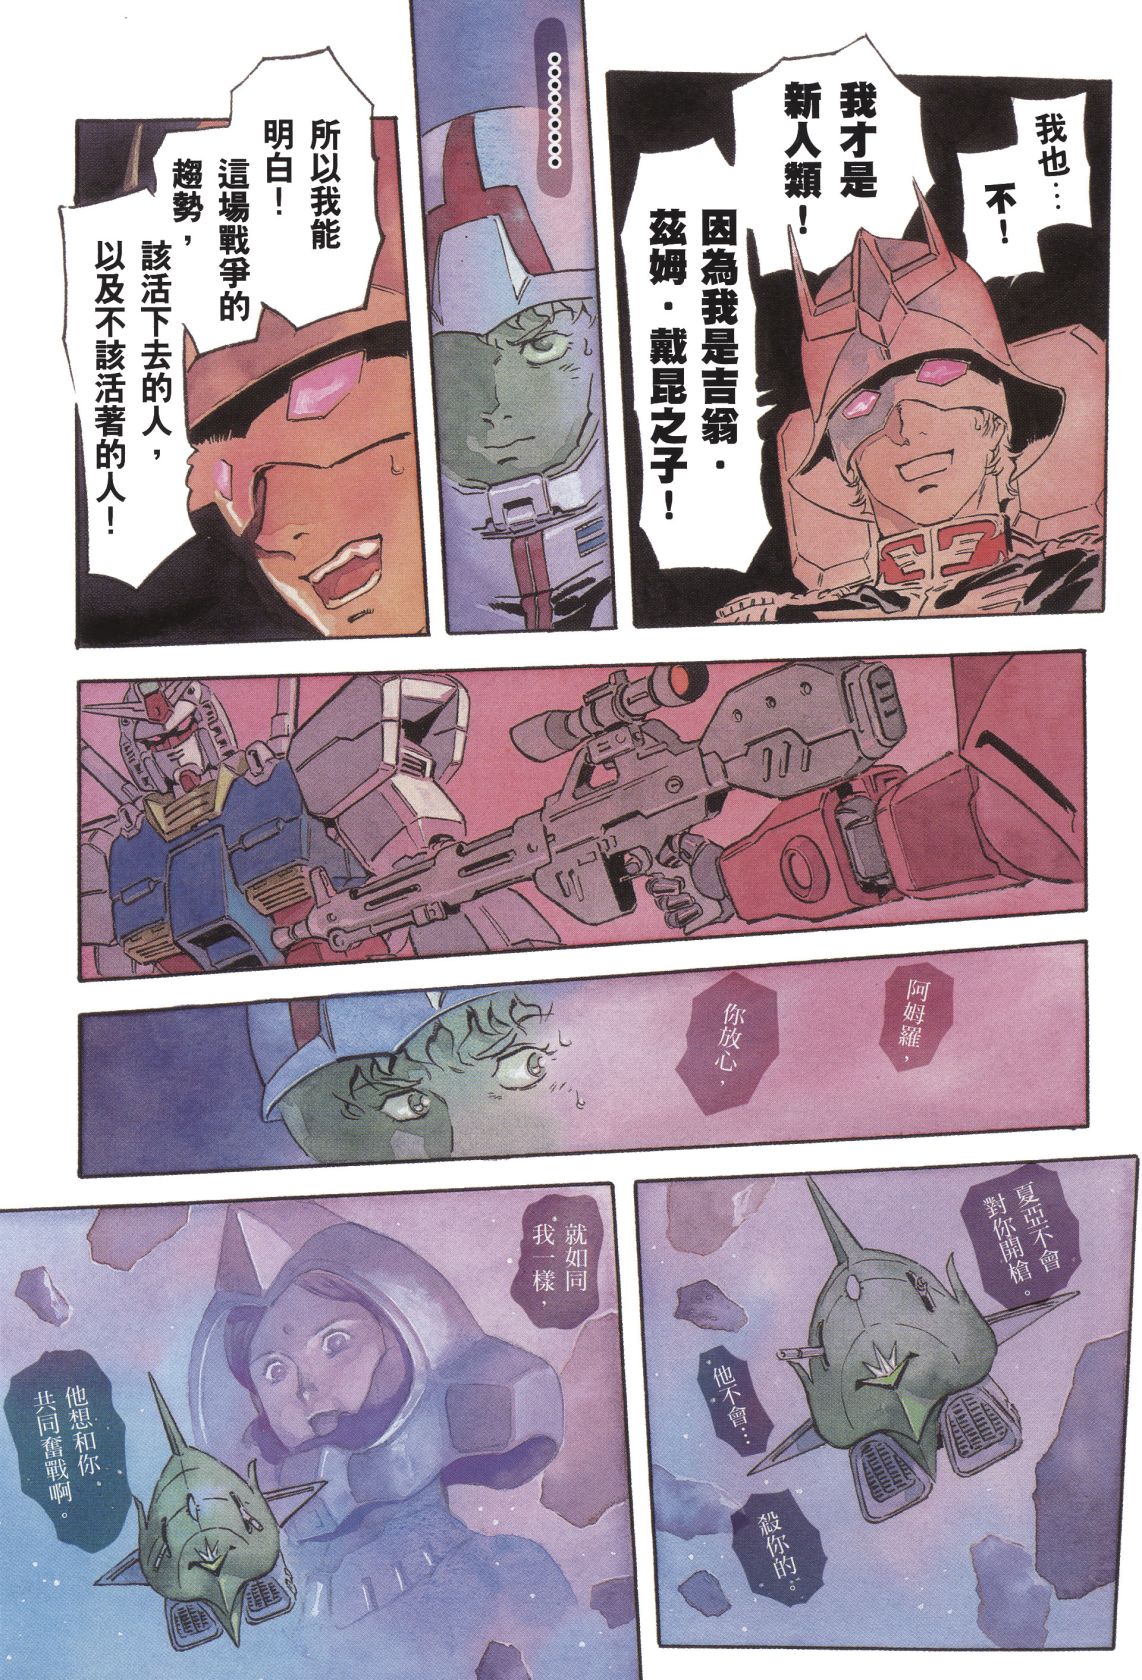 我也…
不！
我才是
新人類！
因為我是吉翁．
茲姆．戴昆之子！
………
所以我能
明白！
這場戰爭的
趨勢，
該活下去的人，
以及不該活著的人！
阿姆羅，
你放心，
夏亞不會
對你開槍。
他不會…
殺你的。
就如同
我一樣，
他想和你
共同奮戰啊。